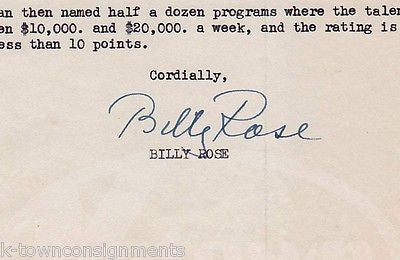 an then named half a dozen programs where the talen
en $10,000. and $20,000. a week, and the rating is
ess than 10 points.
Cordially,
Billy Rose
BILLY ROSE
k-townconsignments